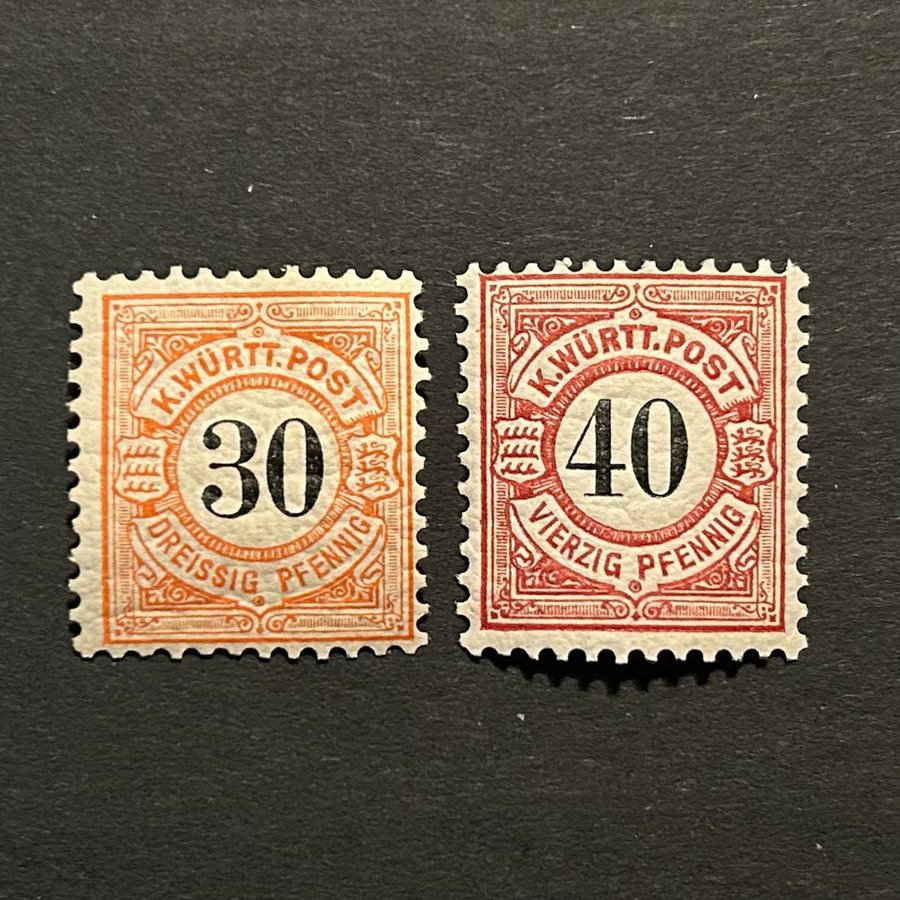 K.WÜRTT.POST
30
DREISSIG PFENNIG
K.WÜRTT.POST
40
VIERZIG PFENNIG